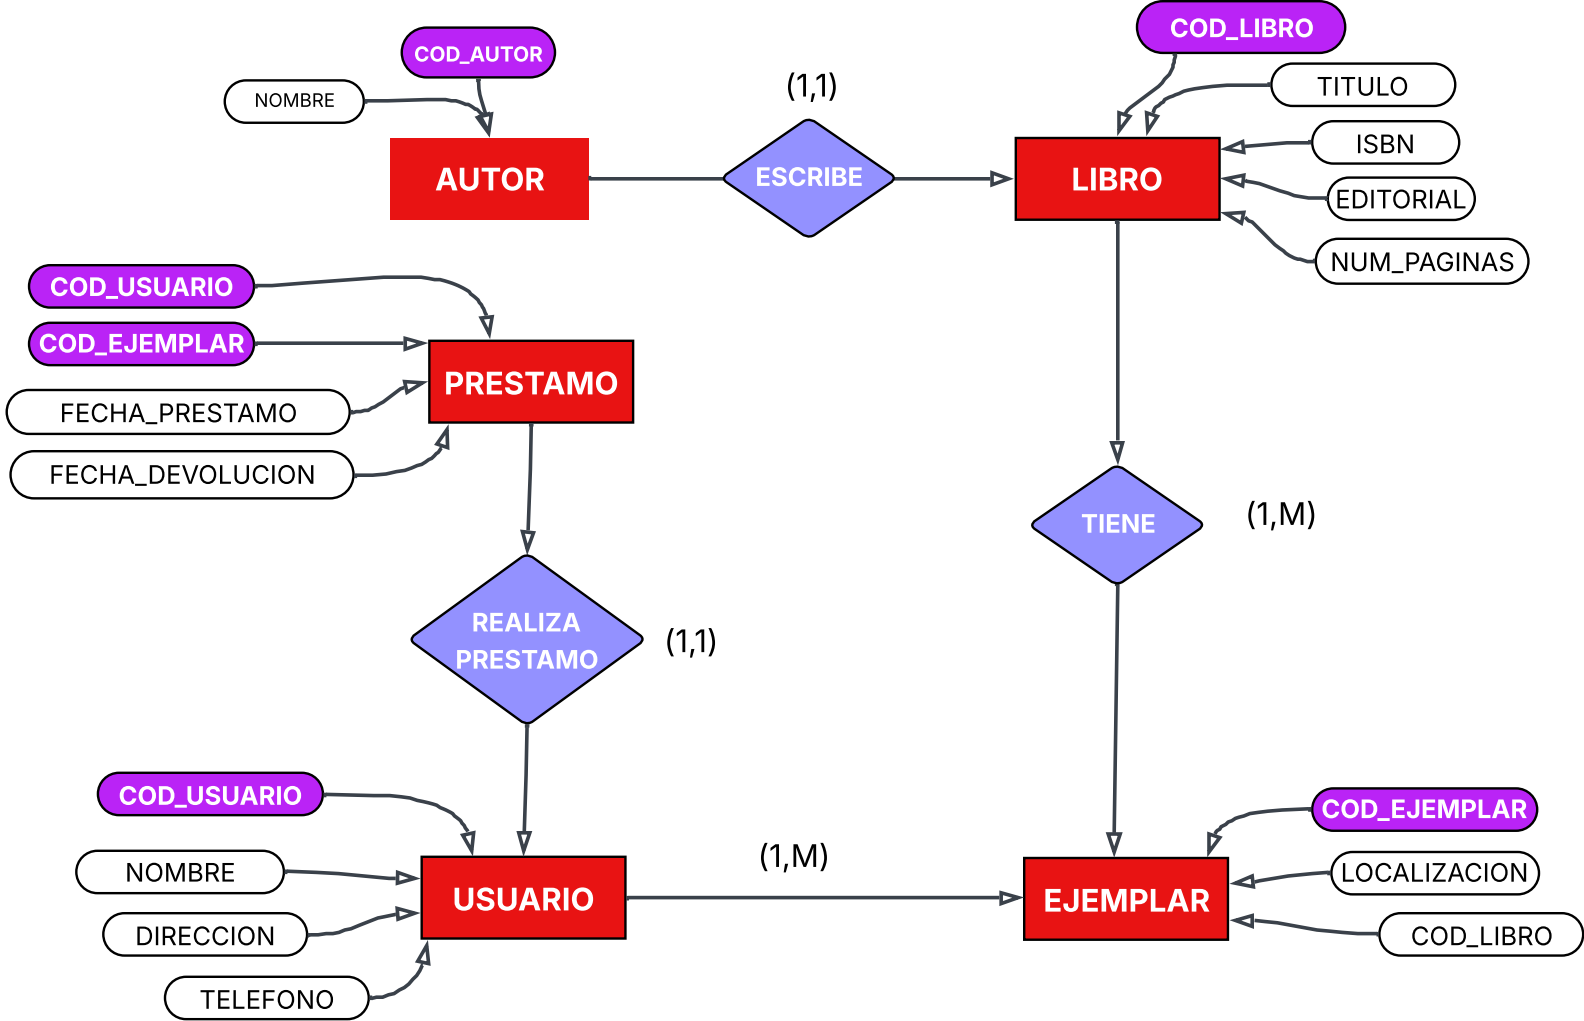 COD_AUTOR
NOMBRE
AUTOR
(1,1)
ESCRIBE
COD_LIBRO
TITULO
ISBN
EDITORIAL
NUM_PAGINAS
LIBRO
COD_USUARIO
COD_EJEMPLAR
FECHA_PRESTAMO
FECHA_DEVOLUCION
PRESTAMO
REALIZA
PRESTAMO
(1,1)
TIENE
(1,M)
COD_USUARIO
NOMBRE
DIRECCION
TELEFONO
USUARIO
(1,M)
EJEMPLAR
COD_EJEMPLAR
LOCALIZACION
COD_LIBRO